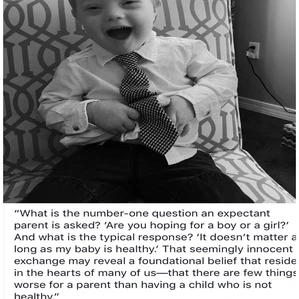 “What is the number-one question an expectant
parent is asked? ‘Are you hoping for a boy or a girl?’
And what is the typical response? ‘It doesn’t matter a
long as my baby is healthy.’ That seemingly innocent
exchange may reveal a foundational belief that reside
in the hearts of many of us—that there are few things
worse for a parent than having a child who is not
healthy.”